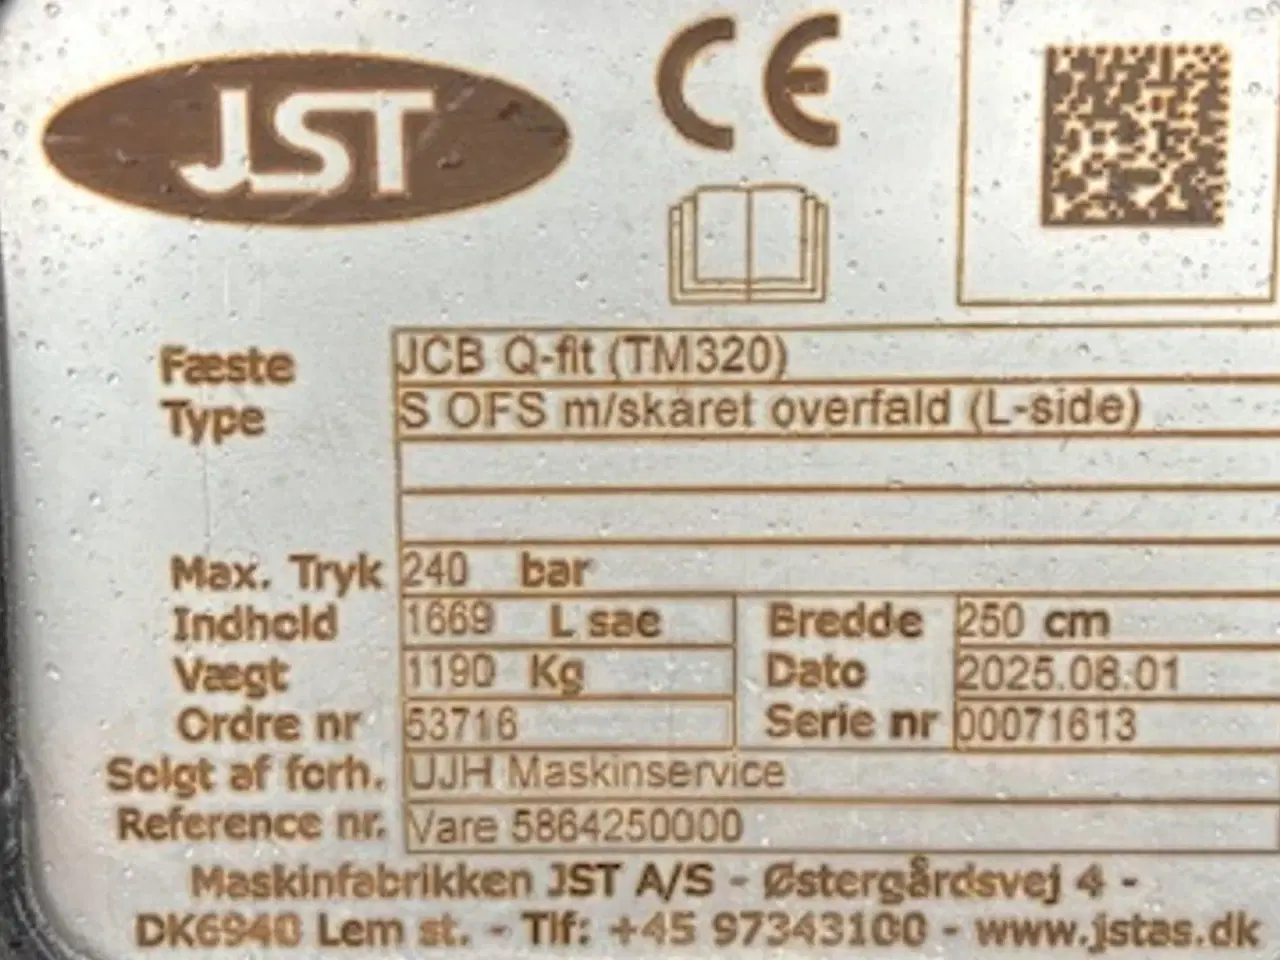 JST
CE
Fæste JCB Q-fit (TM320)
Type S OFS m/skåret overfald (L-side)
Max. Tryk 240 bar
Indhold 1669 L sae Bredde 250 cm
Vægt 1190 Kg Dato 2025.08.01
Ordre nr 53716 Serie nr 00071613
Solgt af forh. UJH Maskinservice
Reference nr. Vare 5864250000
Maskinfabrikken JST A/S - Østergårdsvej 4 -
DK6940 Lem st. - Tlf: +45 97343100 - www.jstas.dk